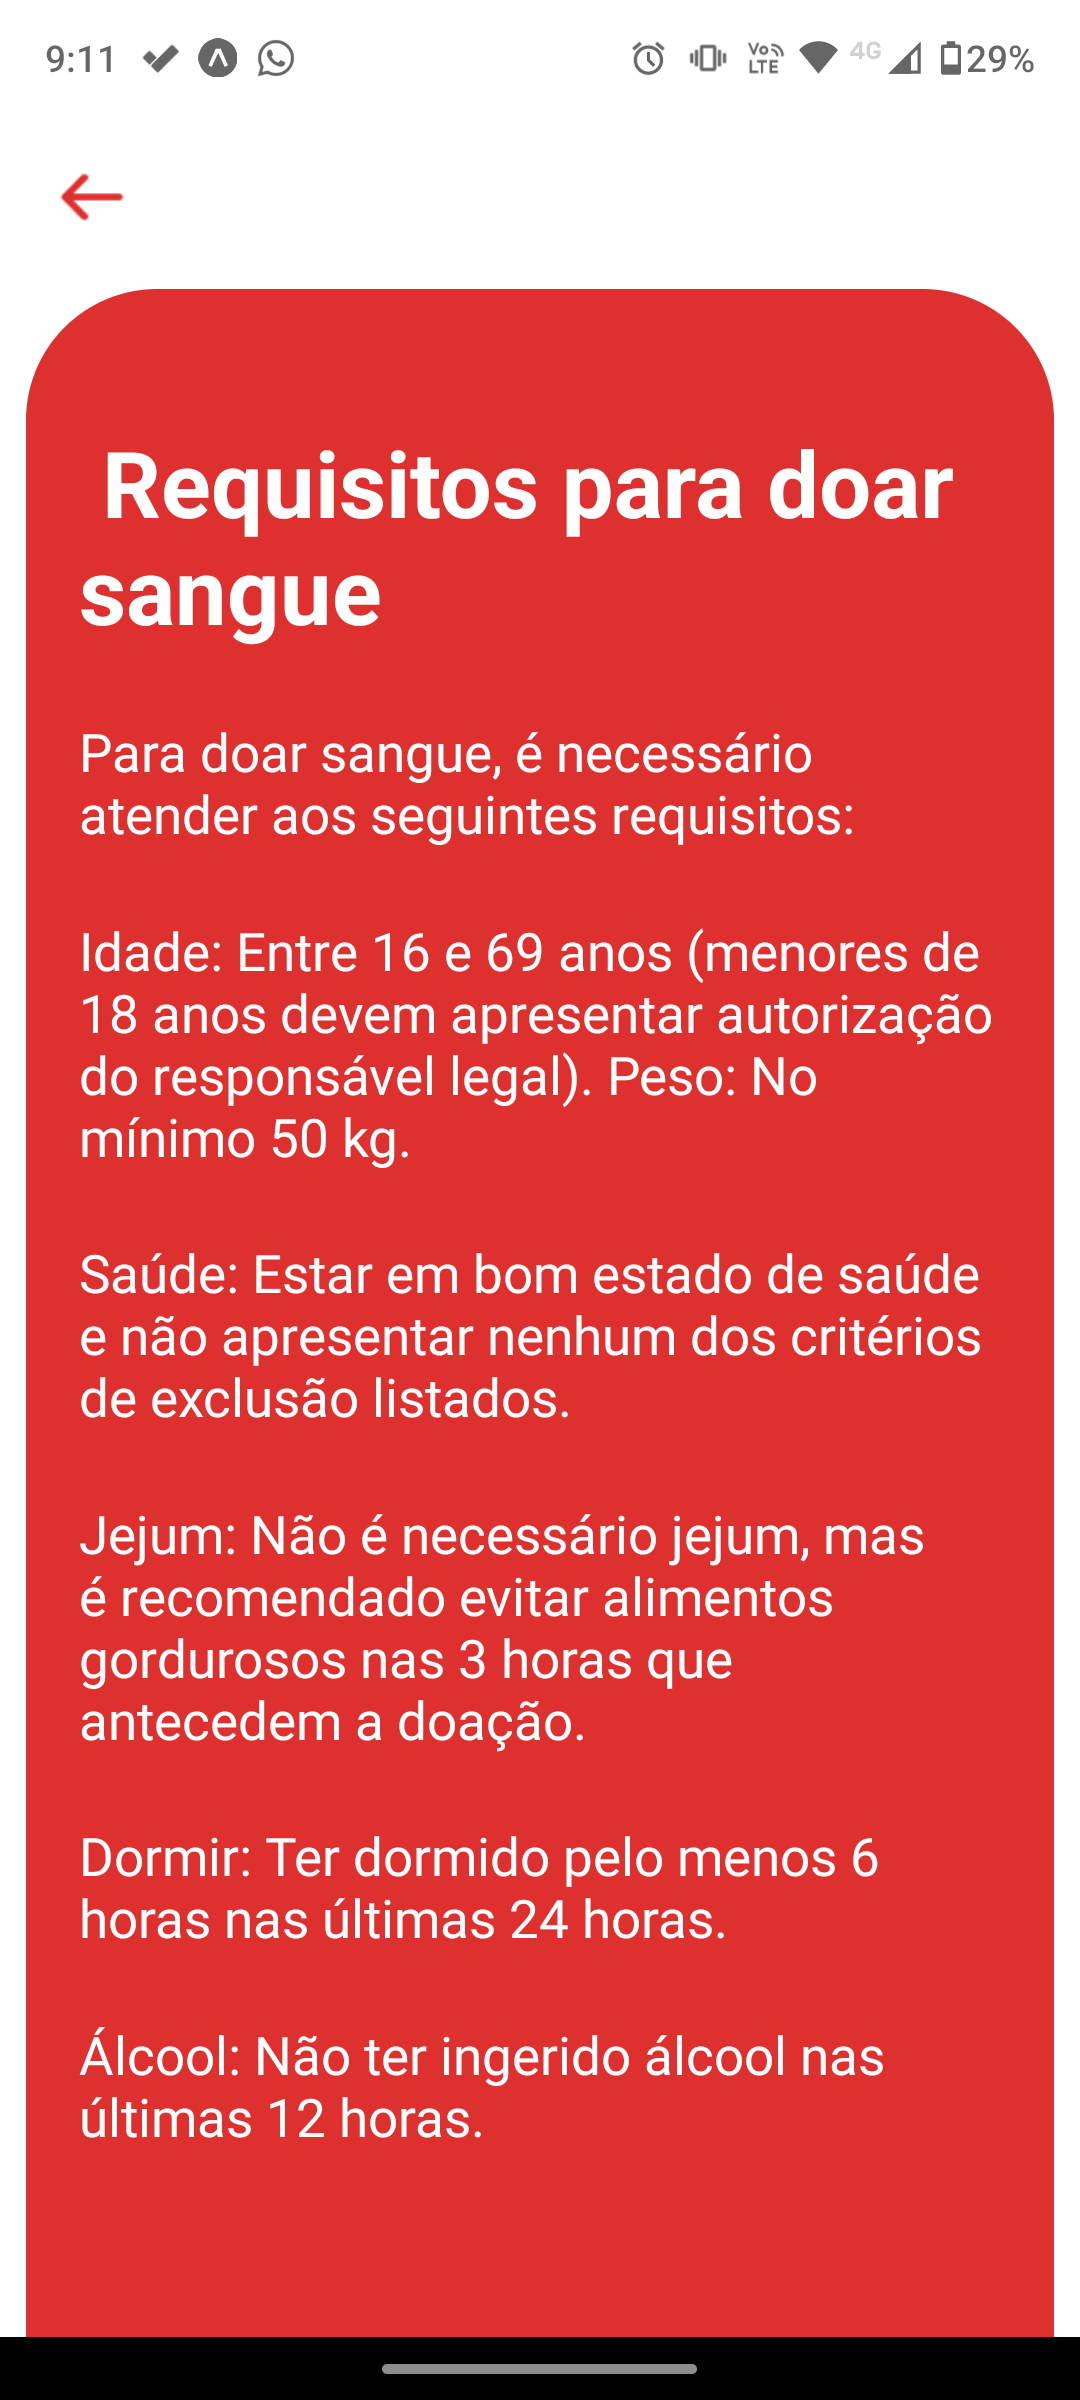 9:11
Vo LTE 4G 29%
Requisitos para doar
sangue
Para doar sangue, é necessário
atender aos seguintes requisitos:
Idade: Entre 16 e 69 anos (menores de
18 anos devem apresentar autorização
do responsável legal). Peso: No
mínimo 50 kg.
Saúde: Estar em bom estado de saúde
e não apresentar nenhum dos critérios
de exclusão listados.
Jejum: Não é necessário jejum, mas
é recomendado evitar alimentos
gordurosos nas 3 horas que
antecedem a doação.
Dormir: Ter dormido pelo menos 6
horas nas últimas 24 horas.
Álcool: Não ter ingerido álcool nas
últimas 12 horas.